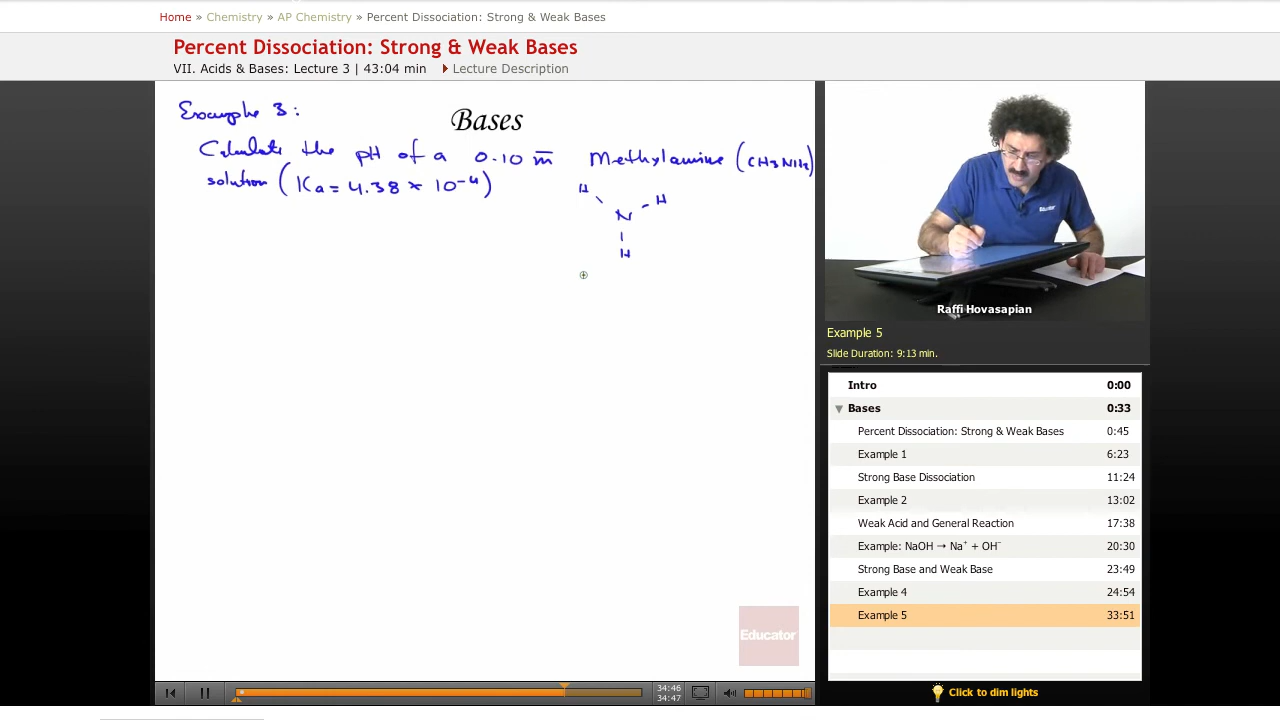 Home » Chemistry » AP Chemistry » Percent Dissociation: Strong & Weak Bases
Percent Dissociation: Strong & Weak Bases
VII. Acids & Bases: Lecture 3 | 43:04 min Lecture Description
Example 3:
Bases
Calculate the pH of a 0.10 m Methylamine (CH3NH2)
solution (Ka = 4.38 × 10-4)
H
N H
H
Educator
34:46
34:47
Raffi Hovasapian
Example 5
Slide Duration: 9:13 min.
Intro 0:00
Bases 0:33
Percent Dissociation: Strong & Weak Bases 0:45
Example 1 6:23
Strong Base Dissociation 11:24
Example 2 13:02
Weak Acid and General Reaction 17:38
Example: NaOH → Na+ + OH− 20:30
Strong Base and Weak Base 23:49
Example 4 24:54
Example 5 33:51
Click to dim lights